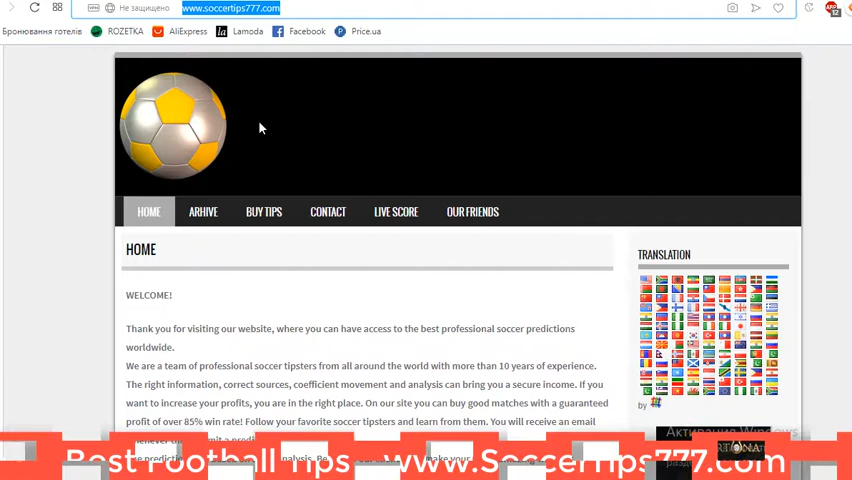 VPN Не защищено www.soccertips777.com
Бронювання готелів ROZETKA AliExpress la Lamoda Facebook P Price.ua
HOME ARHIVE BUY TIPS CONTACT LIVE SCORE OUR FRIENDS
HOME
WELCOME!
Thank you for visiting our website, where you can have access to the best professional soccer predictions
worldwide.
We are a team of professional soccer tipsters from all around the world with more than 10 years of experience.
The right information, correct sources, coefficient movement and analysis can bring you a secure income. If you
want to increase your profits, you are in the right place. On our site you can buy good matches with a guaranteed
profit of over 85% win rate! Follow your favorite soccer tipsters and learn from them. You will receive an email
TRANSLATION
by
Активация Windows
Best Football Tips - www.SoccerTips777.com